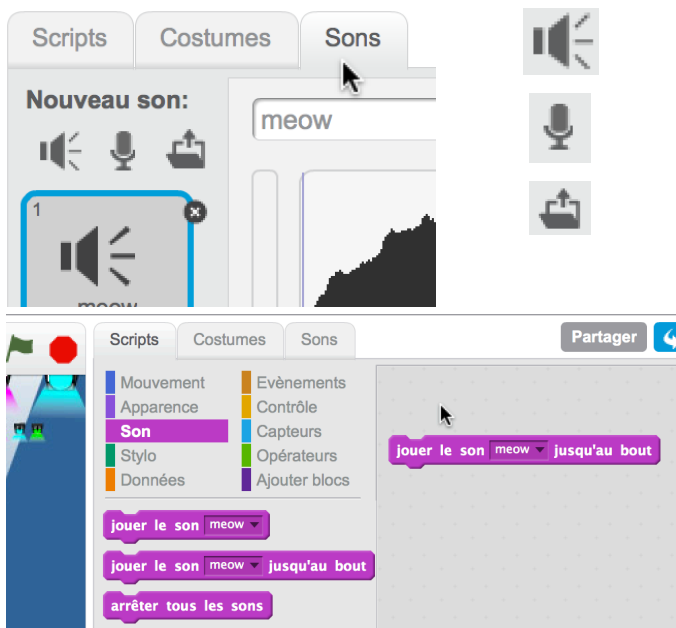 Scripts Costumes Sons
Nouveau son:
meow
1
meow
Scripts Costumes Sons Partager
Mouvement Evènements
Apparence Contrôle
Son Capteurs
Stylo Opérateurs
Données Ajouter blocs
jouer le son meow jusqu'au bout
jouer le son meow
jouer le son meow jusqu'au bout
arrêter tous les sons